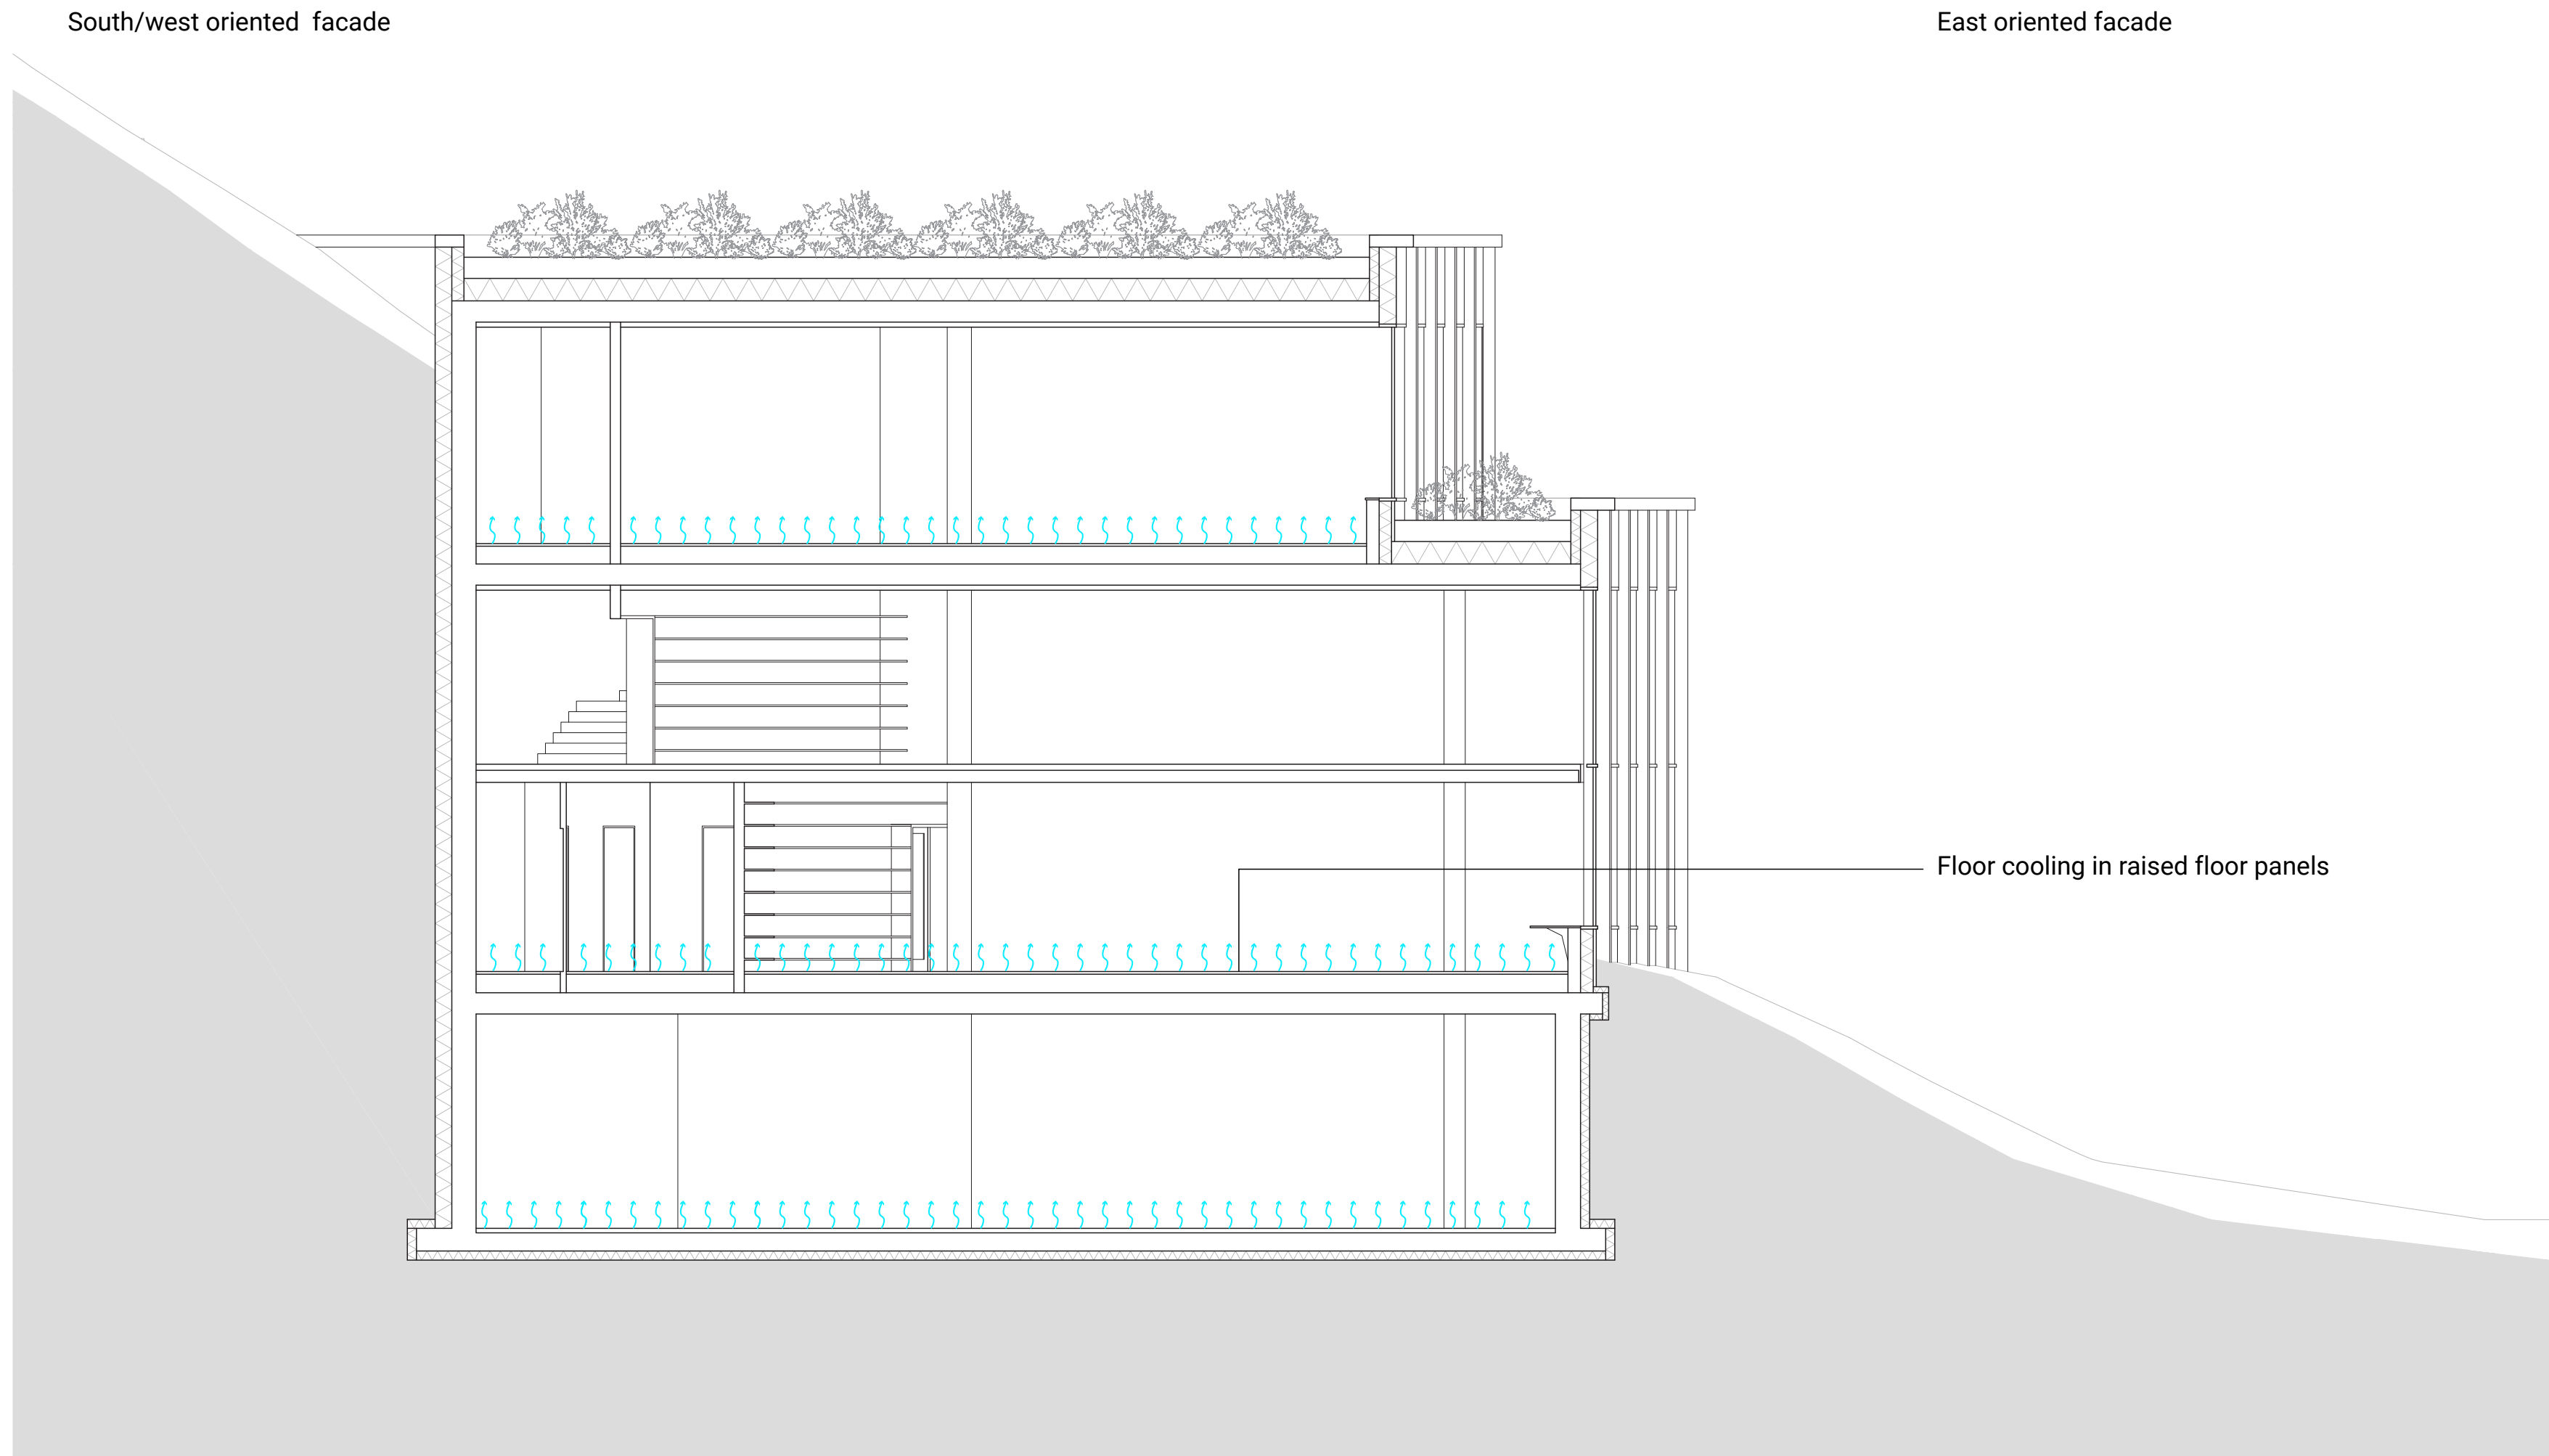 South/west oriented  facade
East oriented facade
Floor cooling in raised floor panels